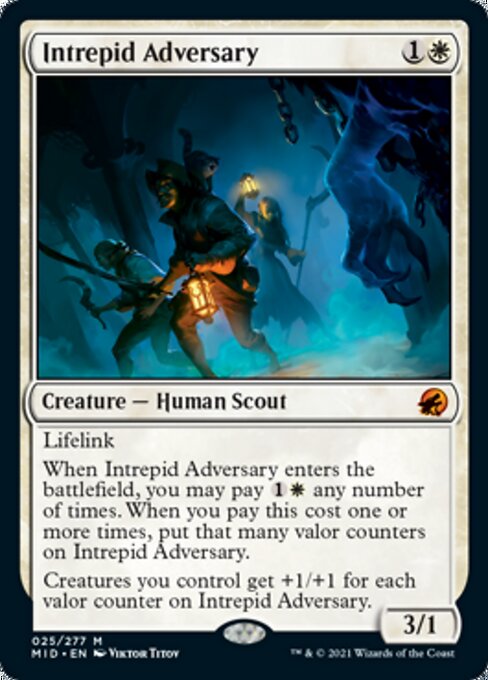 Intrepid Adversary 1
Creature — Human Scout
Lifelink
When Intrepid Adversary enters the
battlefield, you may pay 1 any number
of times. When you pay this cost one or
more times, put that many valor counters
on Intrepid Adversary.
Creatures you control get +1/+1 for each
valor counter on Intrepid Adversary.
3/1
025/277 M
MID • EN Viktor Titov
™ & © 2021 Wizards of the Coast